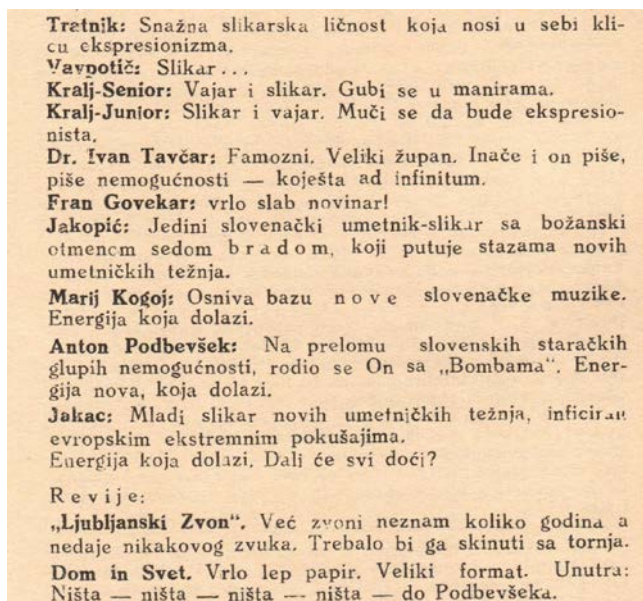 Tratnik: Snažna slikarska ličnost koja nosi u sebi kli-
cu ekspresionizma.
Vavpotič: Slikar...
Kralj-Senior: Vajar i slikar. Gubi se u manirama.
Kralj-Junior: Slikar i vajar. Muči se da bude ekspresio-
nista.
Dr. Ivan Tavčar: Famozni. Veliki župan. Inače i on piše,
piše nemogućnosti — koješta ad infinitum.
Fran Govekar: vrlo slab novinar!
Jakopić: Jedini slovenački umetnik-slikar sa božanski
otmenom sedom bradom, koji putuje stazama novih
umetničkih težnja.
Marij Kogoj: Osniva bazu nove slovenačke muzike.
Energija koja dolazi.
Anton Podbevšek: Na prelomu slovenskih staračkih
glupih nemogućnosti, rodio se On sa „Bombama“. Ener-
gija nova, koja dolazi.
Jakac: Mladi slikar novih umetničkih težnja, inficiran
evropskim ekstremnim pokušajima.
Energija koja dolazi. Dali će svi doći?
Revije:
„Ljubljanski Zvon“. Već zvoni neznam koliko godina a
nedaje nikakovog zvuka. Trebalo bi ga skinuti sa tornja.
Dom in Svet. Vrlo lep papir. Veliki format. Unutra:
Ništa — ništa — ništa — ništa — do Podbevšeka.